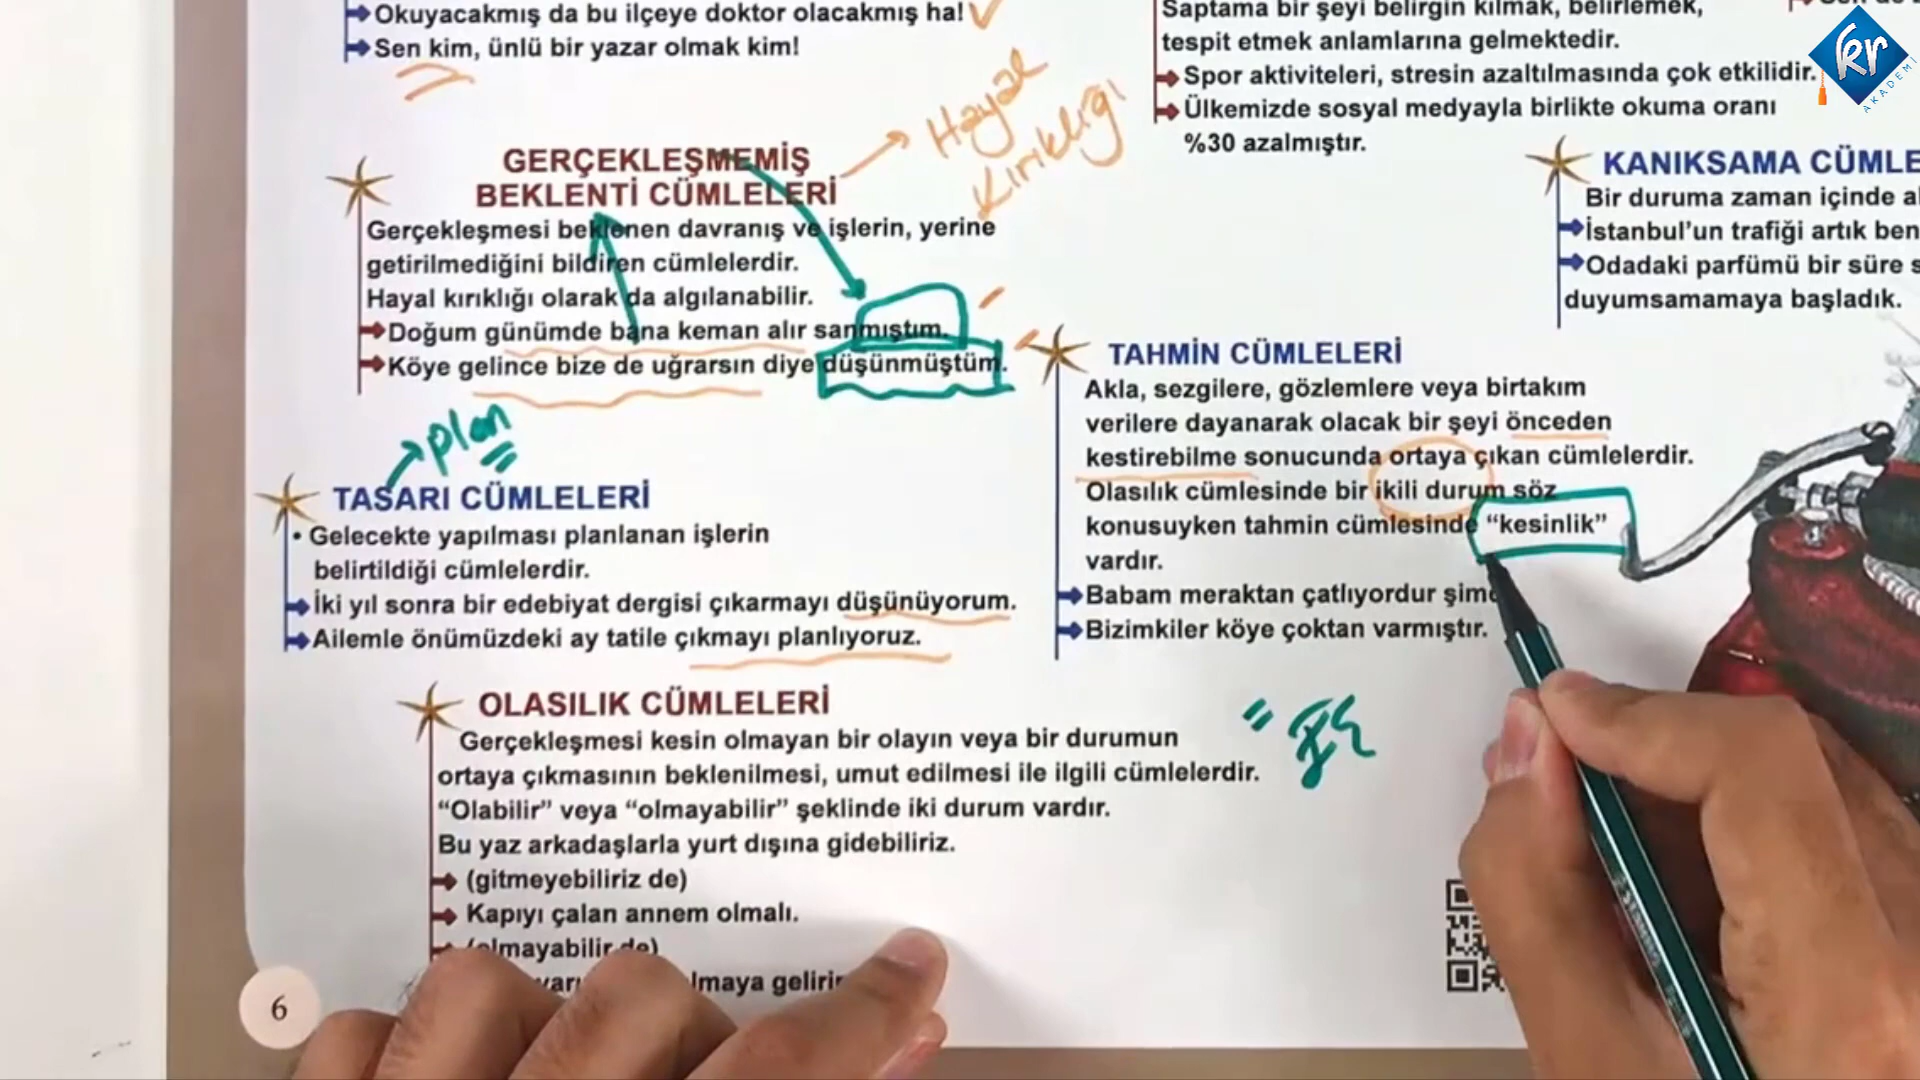 Okuyacakmış da bu ilçeye doktor olacakmış ha!
Sen kim, ünlü bir yazar olmak kim!
GERÇEKLEŞMEMİŞ
BEKLENTİ CÜMLELERİ
Gerçekleşmesi beklenen davranış ve işlerin, yerine
getirilmediğini bildiren cümlelerdir.
Hayal kırıklığı olarak da algılanabilir.
Doğum günümde bana keman alır sanmıştım.
Köye gelince bize de uğrarsın diye düşünmüştüm.
Hayal
kırıklığı
plan
TASARI CÜMLELERİ
• Gelecekte yapılması planlanan işlerin
belirtildiği cümlelerdir.
İki yıl sonra bir edebiyat dergisi çıkarmayı düşünüyorum.
Ailemle önümüzdeki ay tatile çıkmayı planlıyoruz.
OLASILIK CÜMLELERİ
Gerçekleşmesi kesin olmayan bir olayın veya bir durumun
ortaya çıkmasının beklenilmesi, umut edilmesi ile ilgili cümlelerdir.
“Olabilir” veya “olmayabilir” şeklinde iki durum vardır.
Bu yaz arkadaşlarla yurt dışına gidebiliriz.
(gitmeyebiliriz de)
Kapıyı çalan annem olmalı.
(olmayabilir de)
6
Saptama bir şeyi belirgin kılmak, belirlemek,
tespit etmek anlamlarına gelmektedir.
Spor aktiviteleri, stresin azaltılmasında çok etkilidir.
Ülkemizde sosyal medyayla birlikte okuma oranı
%30 azalmıştır.
TAHMİN CÜMLELERİ
Akla, sezgilere, gözlemlere veya birtakım
verilere dayanarak olacak bir şeyi önceden
kestirebilme sonucunda ortaya çıkan cümlelerdir.
Olasılık cümlesinde bir ikili durum söz
konusuyken tahmin cümlesinde “kesinlik”
vardır.
Babam meraktan çatlıyordur
Bizimkiler köye çoktan varmıştır.
KANIKSAMA
Bir duruma zaman içinde
İstanbul’un trafiği artık
Odadaki parfümü bir süre
duyumsamamaya başladık.
kr
AKADEMİ